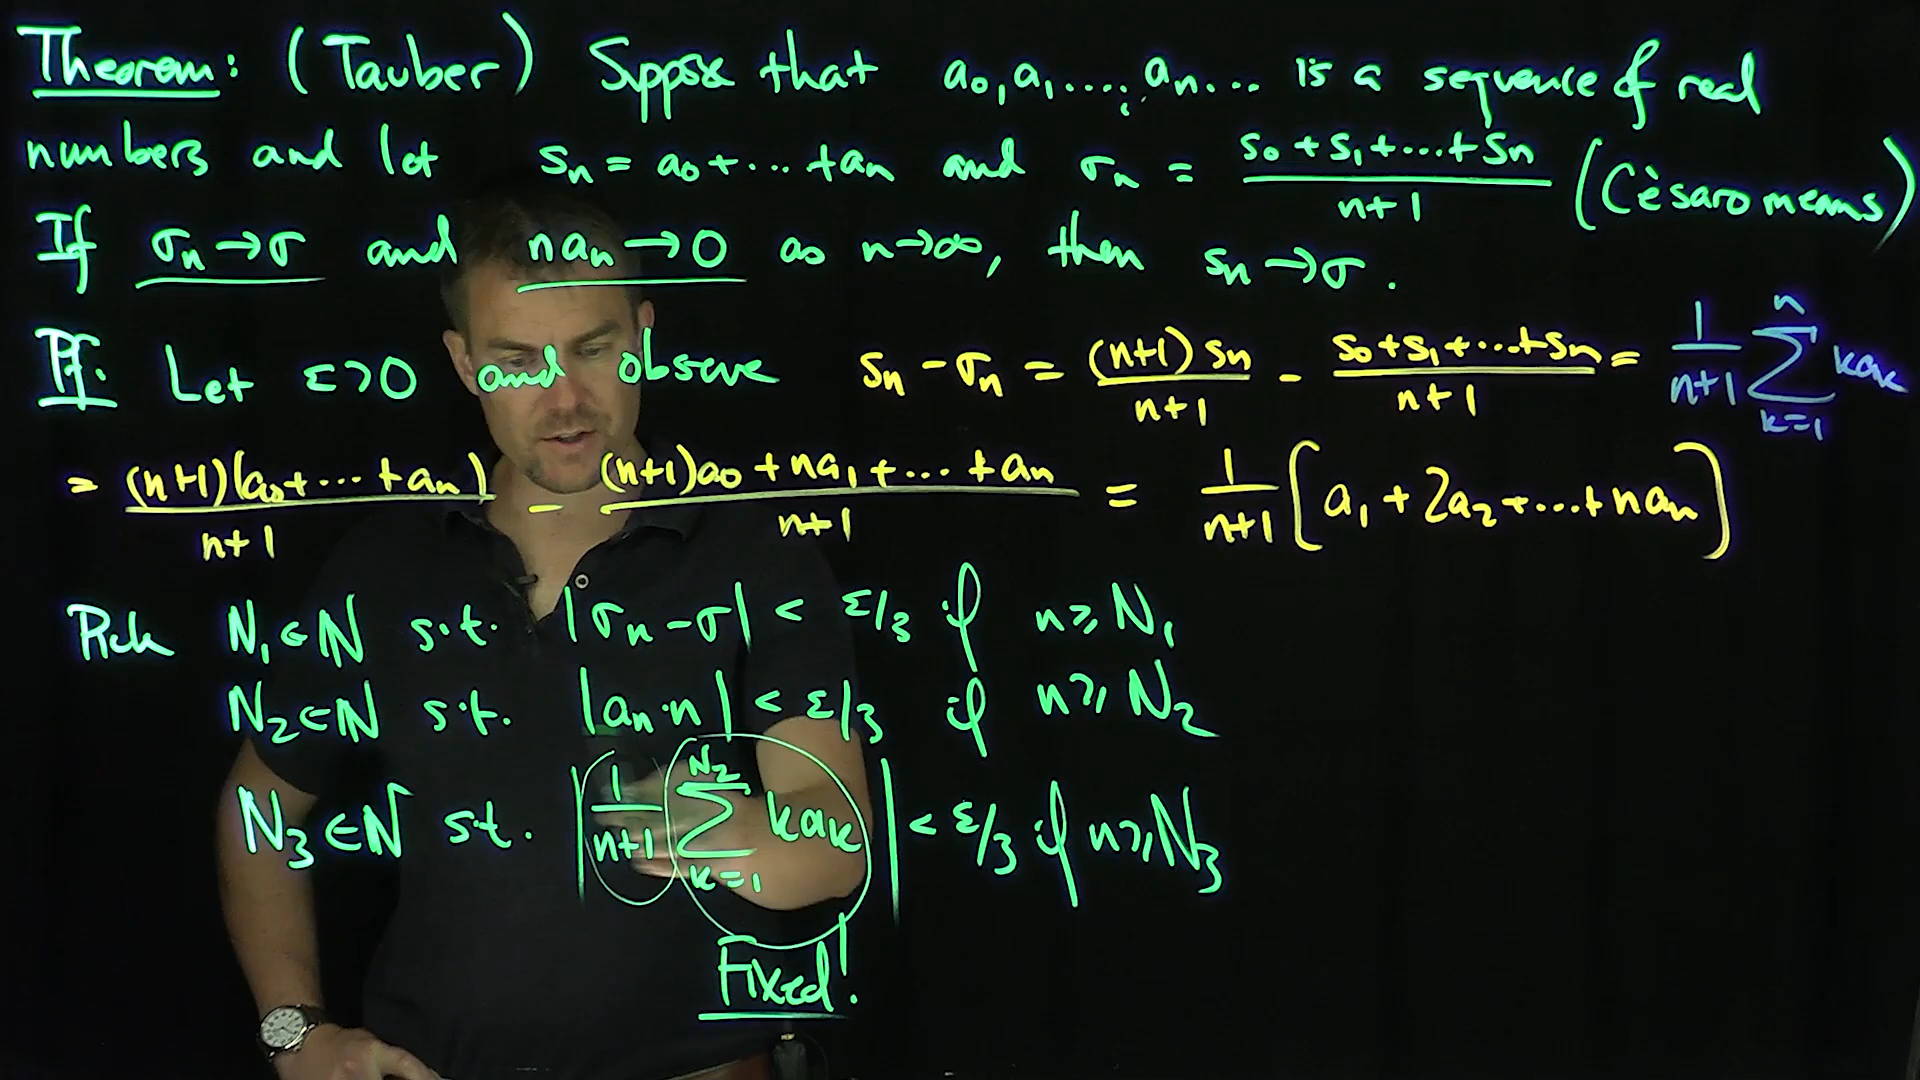 Theorem: (Tauber) Suppose that a₀, a₁, ...., aₙ... is a sequence of real
numbers and let sₙ = a₀+...+aₙ and σₙ = (s₀+s₁+...+sₙ)/(n+1) (Cèsaro means)
If σₙ→σ and naₙ→0 as n→∞, then sₙ→σ.
Pf: Let ε>0 and observe sₙ-σₙ = ((n+1)sₙ)/(n+1) - (s₀+s₁+...+sₙ)/(n+1) = 1/(n+1) ∑_{k=1}^{n} kaₖ
= ((n+1)(a₀+...+aₙ))/(n+1) - ((n+1)a₀+na₁+...+aₙ)/(n+1) = 1/(n+1) [a₁+2a₂+...+naₙ]
Pick N₁∈ℕ s.t. |σₙ-σ| < ε/3 if n≥N₁
N₂∈ℕ s.t. |aₙ·n| < ε/3 if n≥N₂
N₃∈ℕ s.t. |1/(n+1) ∑_{k=1}^{N₂} kaₖ| < ε/3 if n≥N₃
Fixed!